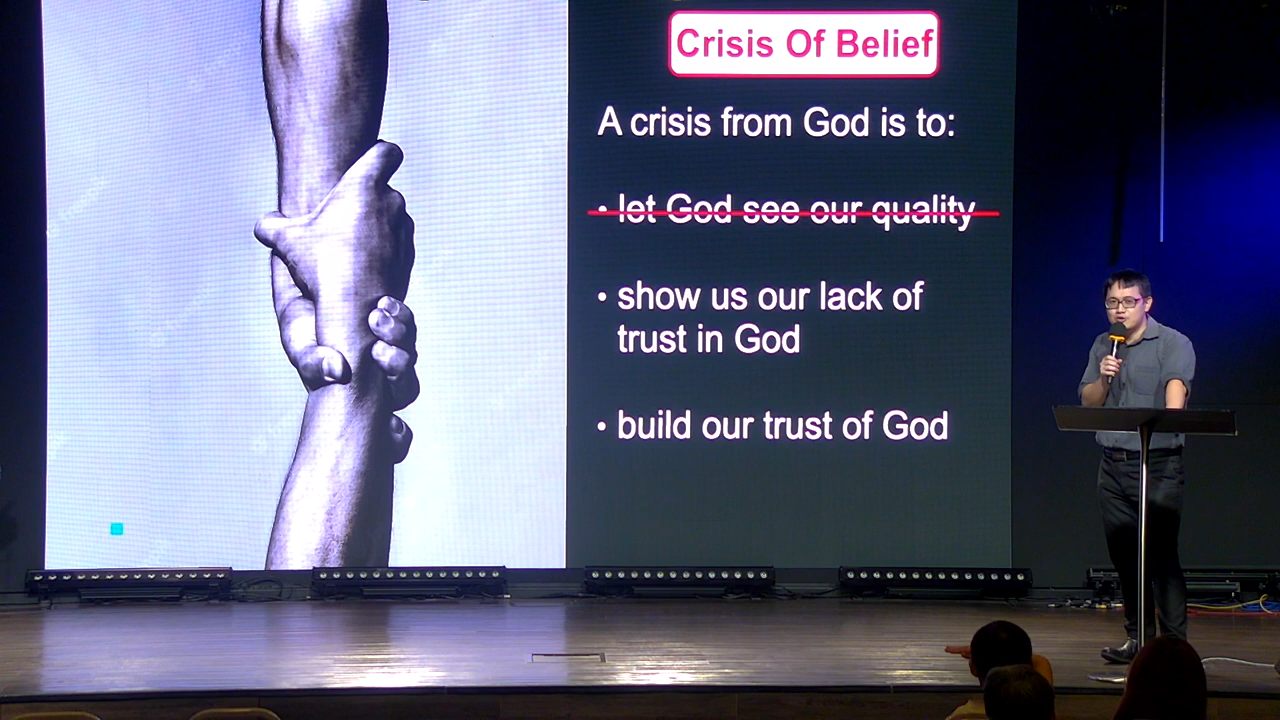 Crisis Of Belief
A crisis from God is to:
• let God see our quality
• show us our lack of
trust in God
• build our trust of God